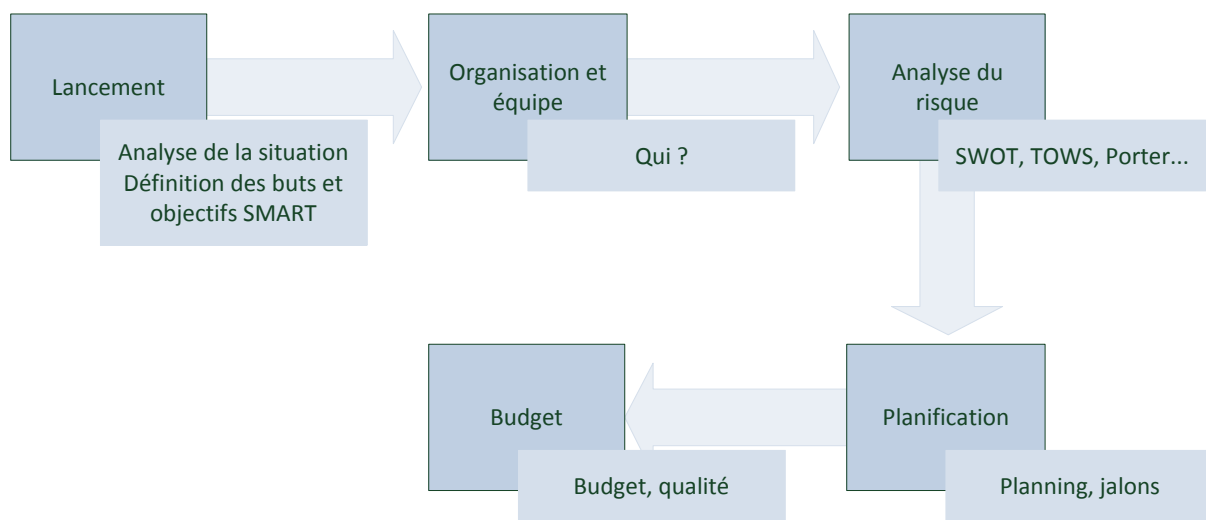 Lancement
Analyse de la situation
Définition des buts et
objectifs SMART
Organisation et
équipe
Qui ?
Analyse du
risque
SWOT, TOWS, Porter...
Budget
Budget, qualité
Planification
Planning, jalons